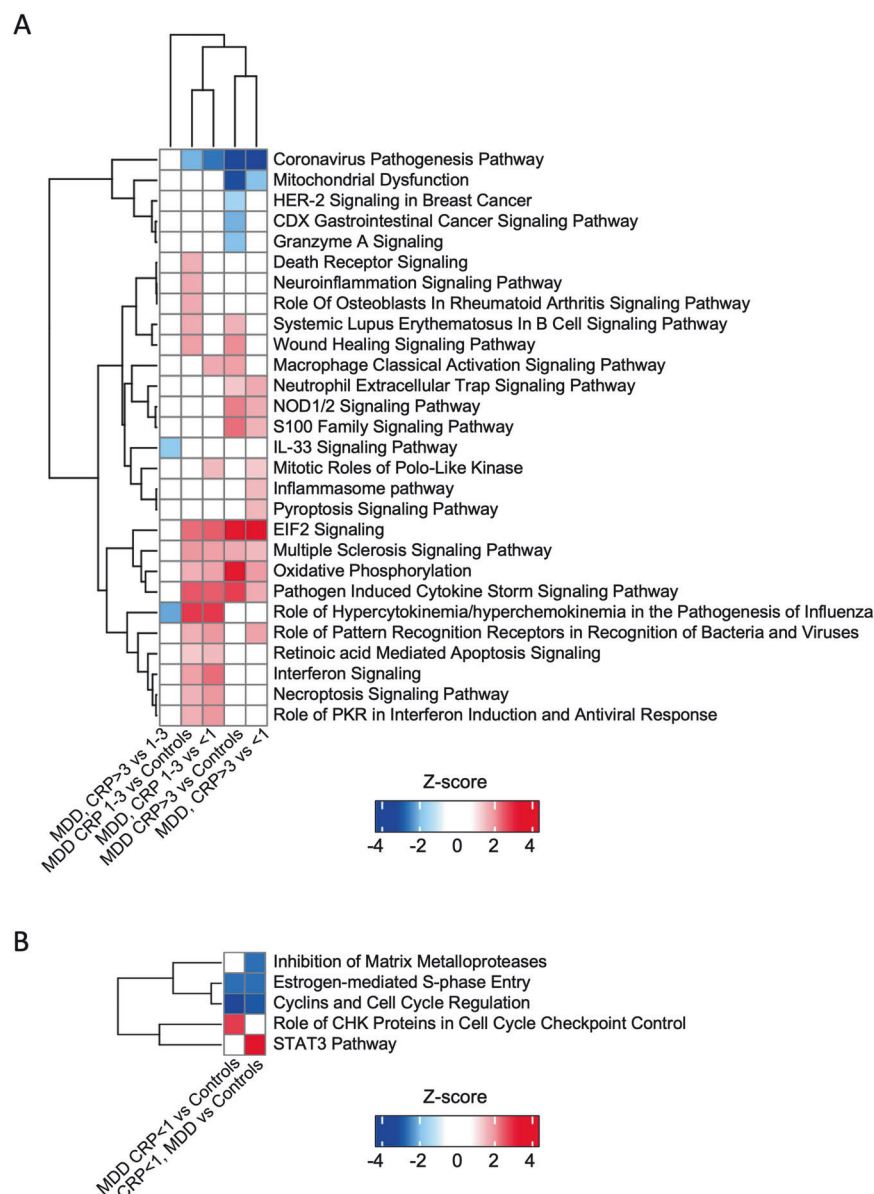 A
Coronavirus Pathogenesis Pathway
Mitochondrial Dysfunction
HER-2 Signaling in Breast Cancer
CDX Gastrointestinal Cancer Signaling Pathway
Granzyme A Signaling
Death Receptor Signaling
Neuroinflammation Signaling Pathway
Role Of Osteoblasts In Rheumatoid Arthritis Signaling Pathway
Systemic Lupus Erythematosus In B Cell Signaling Pathway
Wound Healing Signaling Pathway
Macrophage Classical Activation Signaling Pathway
Neutrophil Extracellular Trap Signaling Pathway
NOD1/2 Signaling Pathway
S100 Family Signaling Pathway
IL-33 Signaling Pathway
Mitotic Roles of Polo-Like Kinase
Inflammasome pathway
Pyroptosis Signaling Pathway
EIF2 Signaling
Multiple Sclerosis Signaling Pathway
Oxidative Phosphorylation
Pathogen Induced Cytokine Storm Signaling Pathway
Role of Hypercytokinemia/hyperchemokinemia in the Pathogenesis of Influenza
Role of Pattern Recognition Receptors in Recognition of Bacteria and Viruses
Retinoic acid Mediated Apoptosis Signaling
Interferon Signaling
Necroptosis Signaling Pathway
Role of PKR in Interferon Induction and Antiviral Response
MDD, CRP>3 vs 1-3
MDD CRP 1-3 vs Controls
MDD, CRP 1-3 vs <1
MDD CRP>3 vs Controls
MDD, CRP>3 vs <1
Z-score
-4 -2 0 2 4
B
Inhibition of Matrix Metalloproteases
Estrogen-mediated S-phase Entry
Cyclins and Cell Cycle Regulation
Role of CHK Proteins in Cell Cycle Checkpoint Control
STAT3 Pathway
MDD CRP<1 vs Controls
CRP<1, MDD vs Controls
Z-score
-4 -2 0 2 4